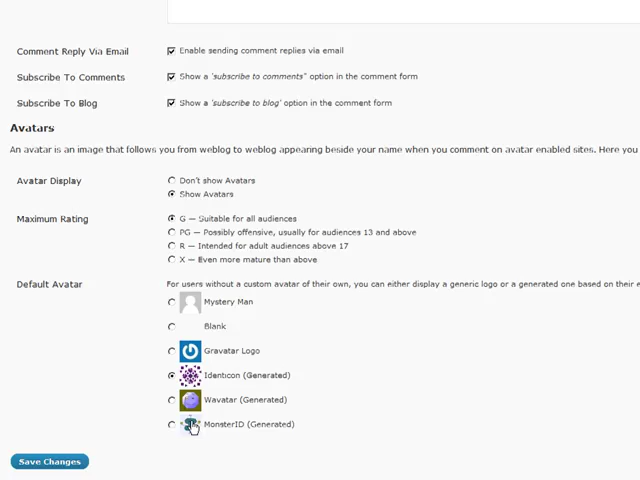 Comment Reply Via Email
Enable sending comment replies via email
Subscribe To Comments
Show a 'subscribe to comments" option in the comment form
Subscribe To Blog
Show a 'subscribe to blog' option in the comment form
Avatars
An avatar is an image that follows you from weblog to weblog appearing beside your name when you comment on avatar enabled sites. Here you
Avatar Display
Don't show Avatars
Show Avatars
Maximum Rating
G — Suitable for all audiences
PG — Possibly offensive, usually for audiences 13 and above
R — Intended for adult audiences above 17
X — Even more mature than above
Default Avatar
For users without a custom avatar of their own, you can either display a generic logo or a generated one based on their e
Mystery Man
Blank
Gravatar Logo
Identicon (Generated)
Wavatar (Generated)
MonsterID (Generated)
Save Changes